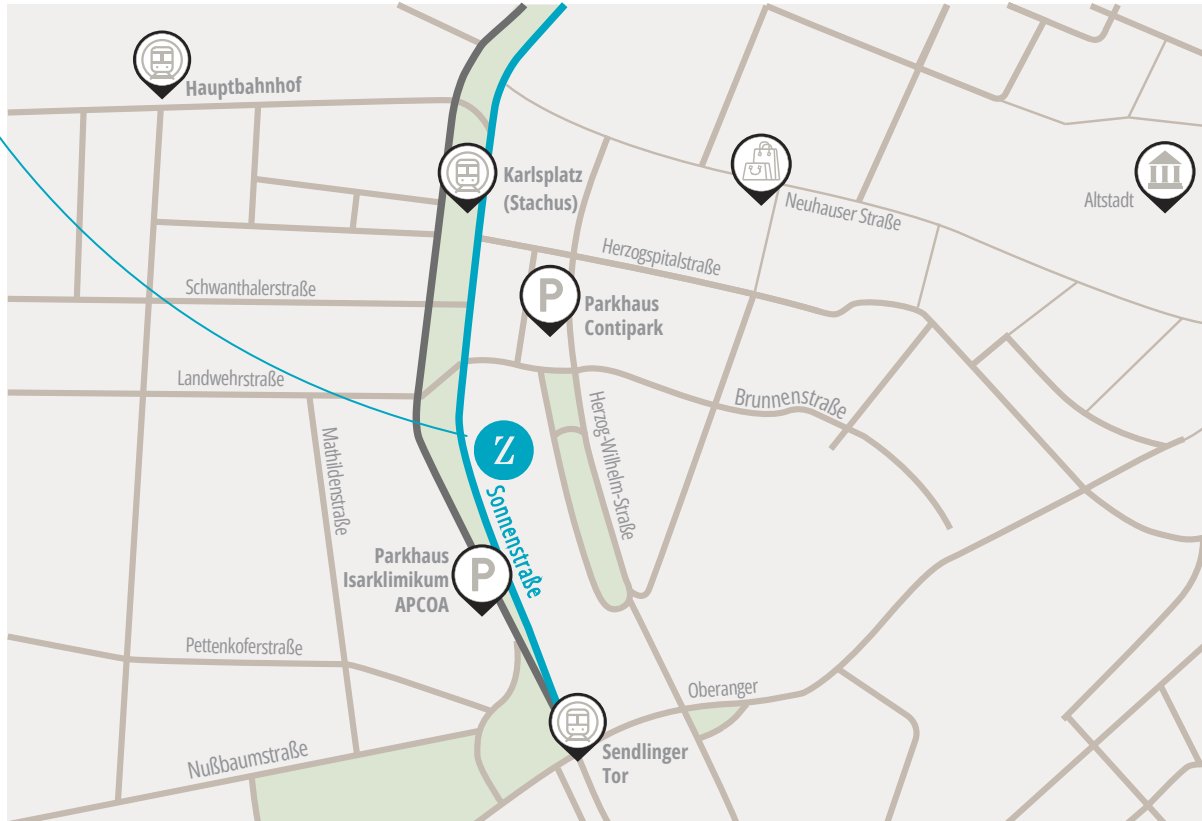 Hauptbahnhof
Karlsplatz
(Stachus)
Neuhauser Straße
Altstadt
Herzogspitalstraße
Schwanthalerstraße
P
Parkhaus
Contipark
Landwehrstraße
Brunnenstraße
Herzog-Wilhelm-Straße
Mathildenstraße
Z
Sonnenstraße
Parkhaus
Isarklimikum
APCOA
P
Pettenkoferstraße
Oberanger
Nußbaumstraße
Sendlinger
Tor